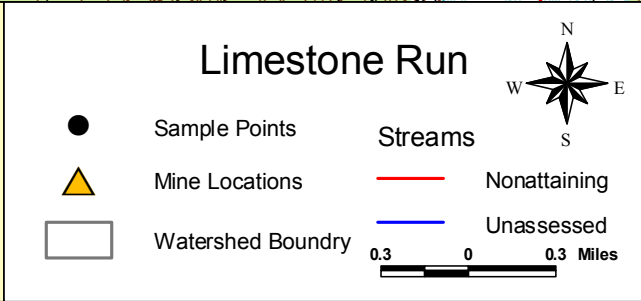 Limestone Run
N
W E
S
Sample Points
Streams
Mine Locations
Nonattaining
Watershed Boundry
Unassessed
0.3 0 0.3 Miles